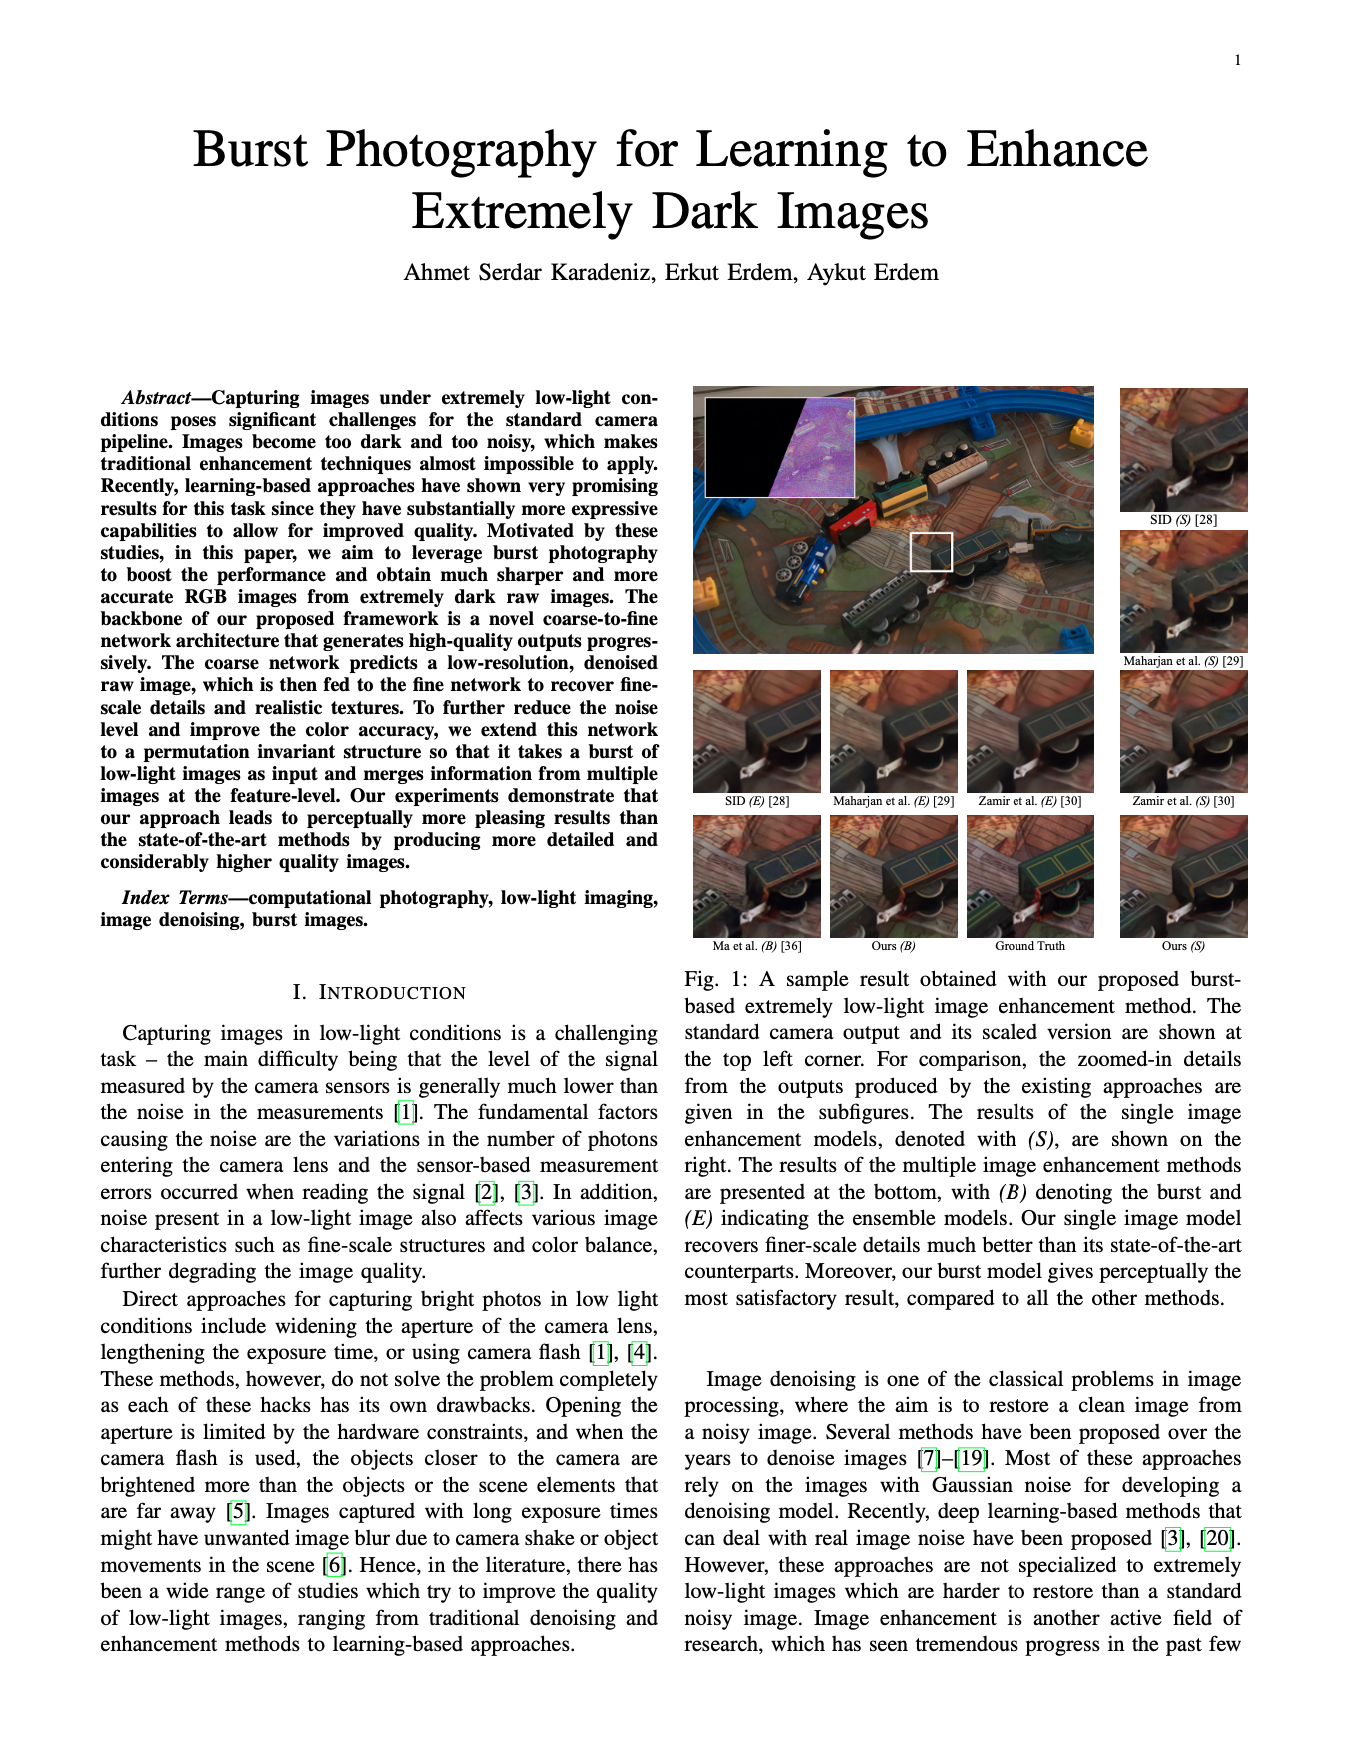 1
Burst Photography for Learning to Enhance
Extremely Dark Images
Ahmet Serdar Karadeniz, Erkut Erdem, Aykut Erdem
Abstract—Capturing images under extremely low-light con-
ditions poses significant challenges for the standard camera
pipeline. Images become too dark and too noisy, which makes
traditional enhancement techniques almost impossible to apply.
Recently, learning-based approaches have shown very promising
results for this task since they have substantially more expressive
capabilities to allow for improved quality. Motivated by these
studies, in this paper, we aim to leverage burst photography
to boost the performance and obtain much sharper and more
accurate RGB images from extremely dark raw images. The
backbone of our proposed framework is a novel coarse-to-fine
network architecture that generates high-quality outputs progres-
sively. The coarse network predicts a low-resolution, denoised
raw image, which is then fed to the fine network to recover fine-
scale details and realistic textures. To further reduce the noise
level and improve the color accuracy, we extend this network
to a permutation invariant structure so that it takes a burst of
low-light images as input and merges information from multiple
images at the feature-level. Our experiments demonstrate that
our approach leads to perceptually more pleasing results than
the state-of-the-art methods by producing more detailed and
considerably higher quality images.
Index Terms—computational photography, low-light imaging,
image denoising, burst images.
I. INTRODUCTION
Capturing images in low-light conditions is a challenging
task – the main difficulty being that the level of the signal
measured by the camera sensors is generally much lower than
the noise in the measurements [1]. The fundamental factors
causing the noise are the variations in the number of photons
entering the camera lens and the sensor-based measurement
errors occurred when reading the signal [2], [3]. In addition,
noise present in a low-light image also affects various image
characteristics such as fine-scale structures and color balance,
further degrading the image quality.
Direct approaches for capturing bright photos in low light
conditions include widening the aperture of the camera lens,
lengthening the exposure time, or using camera flash [1], [4].
These methods, however, do not solve the problem completely
as each of these hacks has its own drawbacks. Opening the
aperture is limited by the hardware constraints, and when the
camera flash is used, the objects closer to the camera are
brightened more than the objects or the scene elements that
are far away [5]. Images captured with long exposure times
might have unwanted image blur due to camera shake or object
movements in the scene [6]. Hence, in the literature, there has
been a wide range of studies which try to improve the quality
of low-light images, ranging from traditional denoising and
enhancement methods to learning-based approaches.
SID (S) [28]
Maharjan et al. (S) [29]
SID (E) [28]
Maharjan et al. (E) [29]
Zamir et al. (E) [30]
Zamir et al. (S) [30]
Ma et al. (B) [36]
Ours (B)
Ground Truth
Ours (S)
Fig. 1: A sample result obtained with our proposed burst-
based extremely low-light image enhancement method. The
standard camera output and its scaled version are shown at
the top left corner. For comparison, the zoomed-in details
from the outputs produced by the existing approaches are
given in the subfigures. The results of the single image
enhancement models, denoted with (S), are shown on the
right. The results of the multiple image enhancement methods
are presented at the bottom, with (B) denoting the burst and
(E) indicating the ensemble models. Our single image model
recovers finer-scale details much better than its state-of-the-art
counterparts. Moreover, our burst model gives perceptually the
most satisfactory result, compared to all the other methods.
Image denoising is one of the classical problems in image
processing, where the aim is to restore a clean image from
a noisy image. Several methods have been proposed over the
years to denoise images [7]–[19]. Most of these approaches
rely on the images with Gaussian noise for developing a
denoising model. Recently, deep learning-based methods that
can deal with real image noise have been proposed [3], [20].
However, these approaches are not specialized to extremely
low-light images which are harder to restore than a standard
noisy image. Image enhancement is another active field of
research, which has seen tremendous progress in the past few